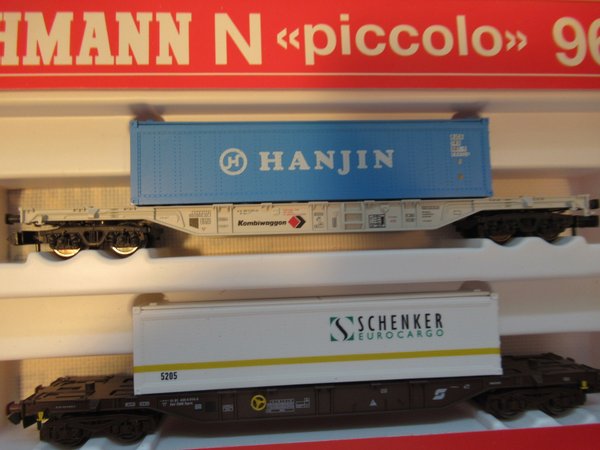 HMANN N «piccolo» 96
H HANJIN
Kombiwaggon
S SCHENKER
EUROCARGO
5205